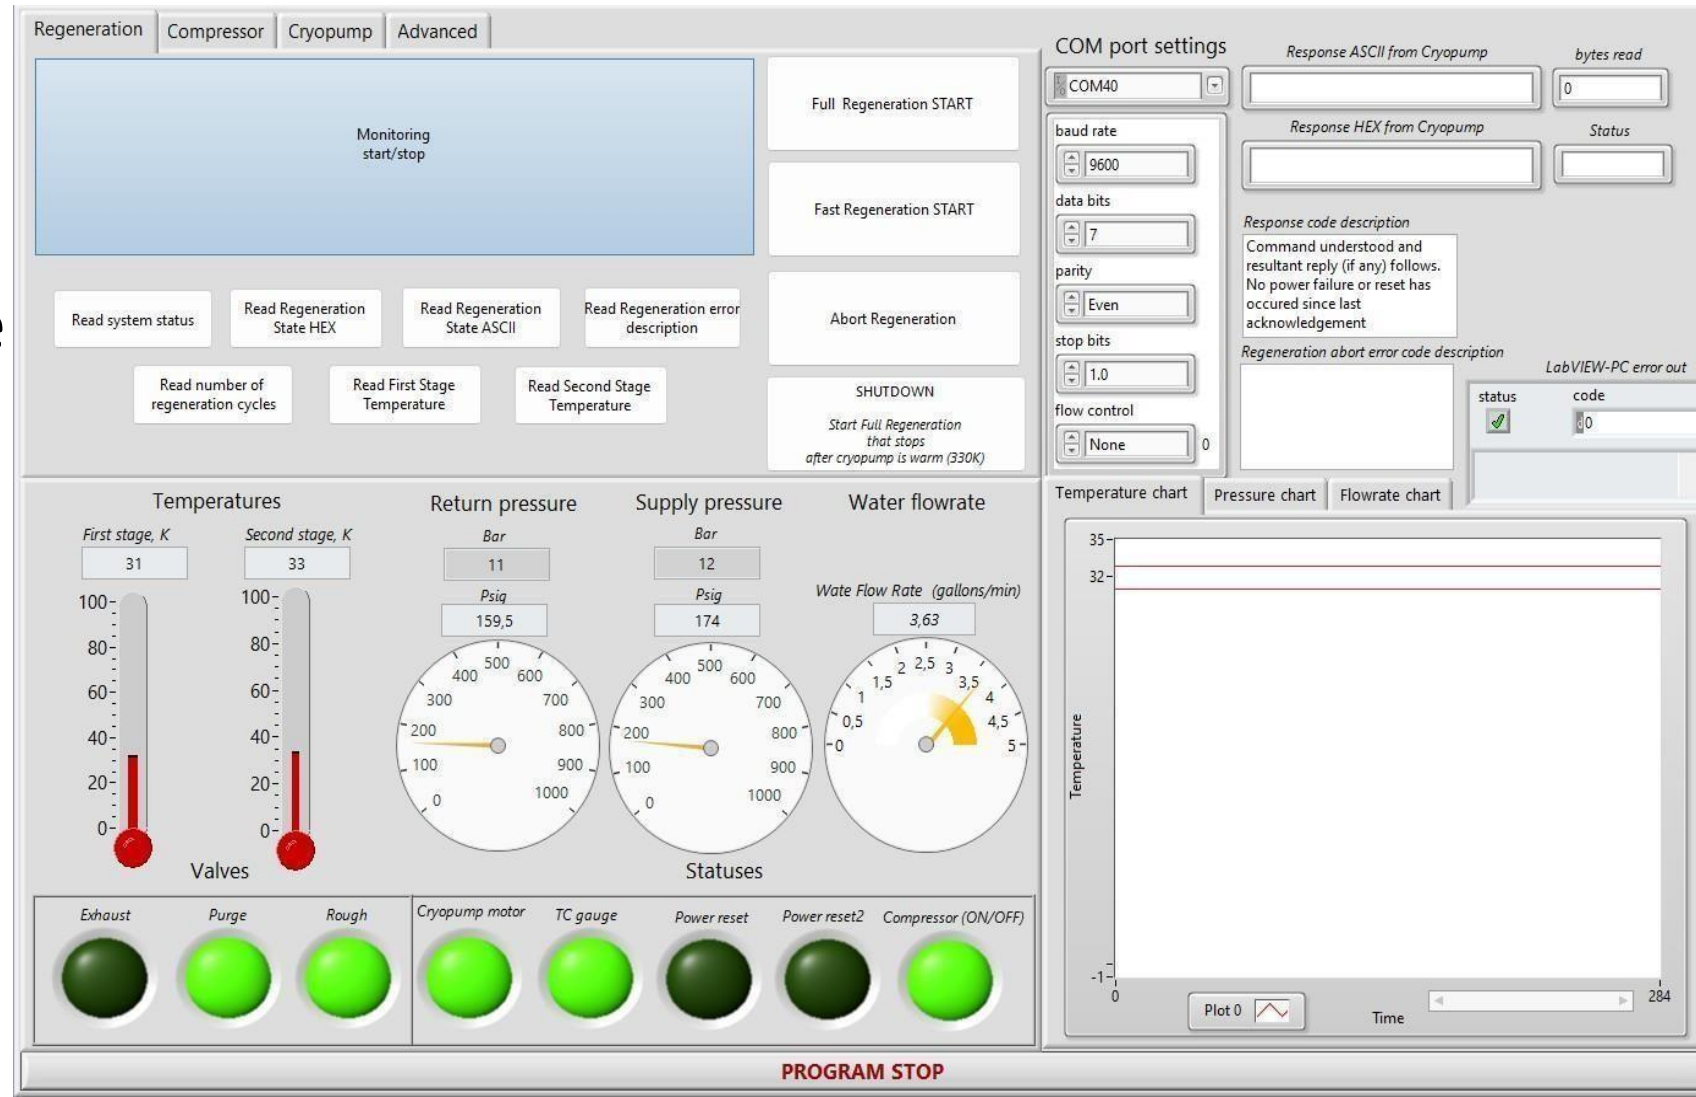 Regeneration
Compressor
Cryopump
Advanced
Monitoring
start/stop
Full Regeneration START
Fast Regeneration START
Abort Regeneration
SHUTDOWN
Start Full Regeneration
that stops
after cryopump is warm (330K)
Read system status
Read Regeneration
State HEX
Read Regeneration
State ASCII
Read Regeneration error
description
Read number of
regeneration cycles
Read First Stage
Temperature
Read Second Stage
Temperature
COM port settings
COM40
baud rate
9600
data bits
7
parity
Even
stop bits
1.0
flow control
None
0
Response ASCII from Cryopump
bytes read
0
Response HEX from Cryopump
Status
Response code description
Command understood and
resultant reply (if any) follows.
No power failure or reset has
occured since last
acknowledgement
Regeneration abort error code description
LabVIEW-PC error out
status
code
d0
Temperatures
First stage, K
31
Second stage, K
33
100
80
60
40
20
0
100
80
60
40
20
0
Return pressure
Bar
11
Psig
159,5
0
100
200
300
400
500
600
700
800
900
1000
Supply pressure
Bar
12
Psig
174
0
100
200
300
400
500
600
700
800
900
1000
Water flowrate
Wate Flow Rate (gallons/min)
3,63
0
0,5
1
1,5
2
2,5
3
3,5
4
4,5
5
Valves
Exhaust
Purge
Rough
Statuses
Cryopump motor
TC gauge
Power reset
Power reset2
Compressor (ON/OFF)
Temperature chart
Pressure chart
Flowrate chart
35
32
-1
Temperature
0
284
Plot 0
Time
PROGRAM STOP